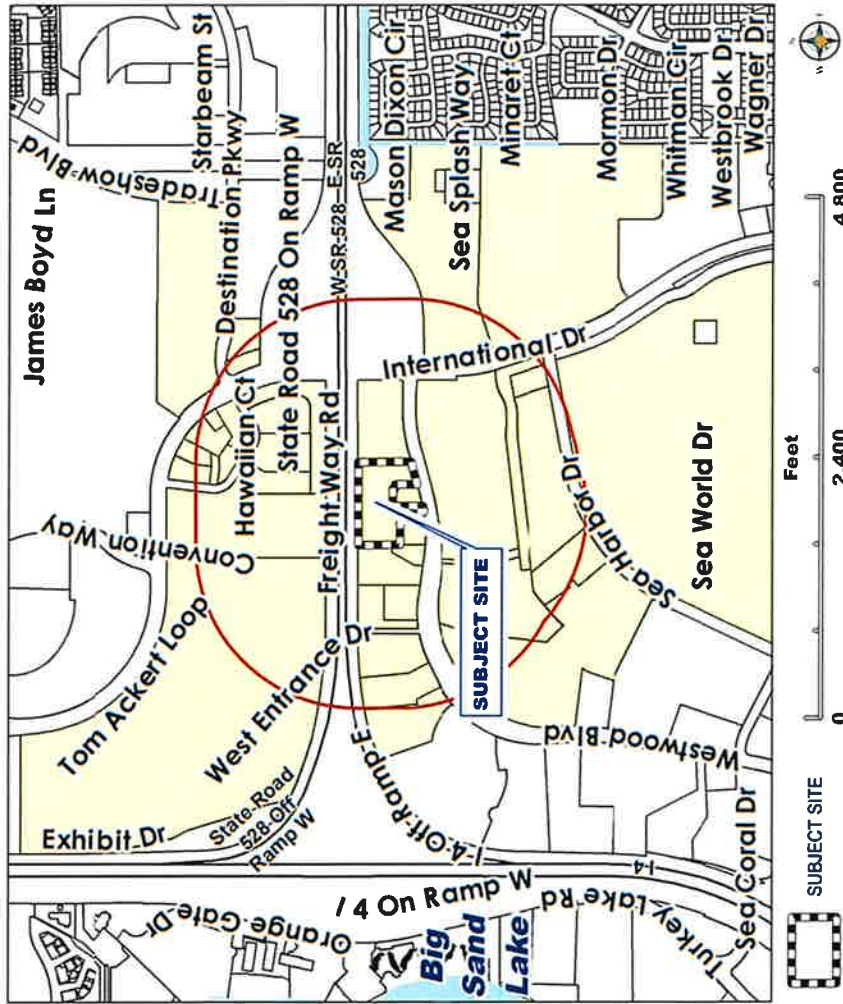 James Boyd Ln
Tradeshow Blvd
Starbeam St
Destination Pkwy
State Road 528 On Ramp W
Hawaiian Ct
Convention Way
Tom Ackert Loop
Exhibit Dr
State Road
528 Off
Ramp W
West Entrance Dr
Freight Way Rd
W SR 528
E SR
528
I 4 Off Ramp E
I 4 On Ramp W
I 4
Orange Gate Dr
Turkey Lake Rd
Big
Sand
Lake
Sea Coral Dr
Westwood Blvd
SUBJECT SITE
International Dr
Sea Harbor Dr
Sea World Dr
Mason Dixon Cir
Sea Splash Way
Minaret Ct
Mormon Dr
Whitman Cir
Westbrook Dr
Wagner Dr
SUBJECT SITE
Feet
0
2,400
4,800
N
W